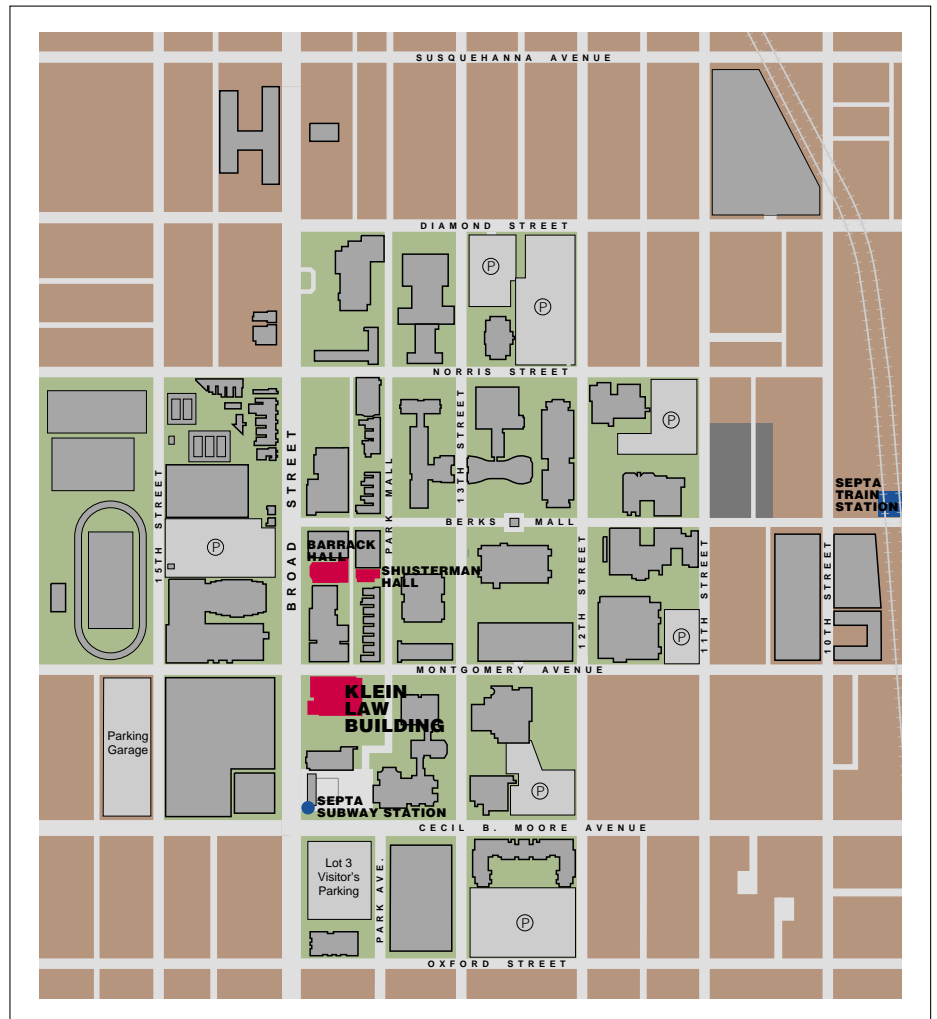 SUSQUEHANNA AVENUE
DIAMOND STREET
P
P
NORRIS STREET
P
BROAD STREET
15TH STREET
PARK MALL
13TH STREET
SEPTA
TRAIN
STATION
BERKS MALL
P
BARRACK
HALL
SHUSTERMAN
HALL
12TH STREET
11TH STREET
10TH STREET
P
MONTGOMERY AVENUE
KLEIN
LAW
BUILDING
Parking
Garage
P
SEPTA
SUBWAY STATION
CECIL B. MOORE AVENUE
Lot 3
Visitor's
Parking
PARK AVE.
P
OXFORD STREET